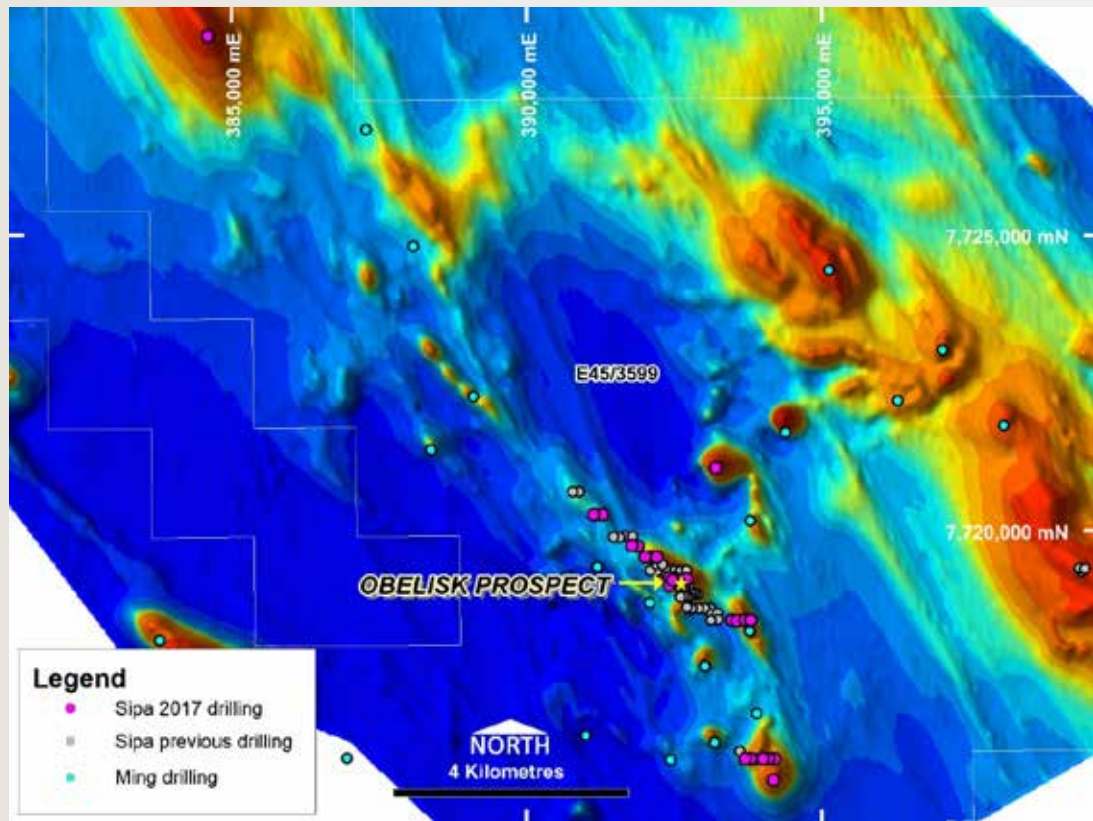 385,000 mE
390,000 mE
395,000 mE
7,725,000 mN
E45/3599
7,720,000 mN
OBELISK PROSPECT
Legend
Sipa 2017 drilling
Sipa previous drilling
Ming drilling
NORTH
4 Kilometres